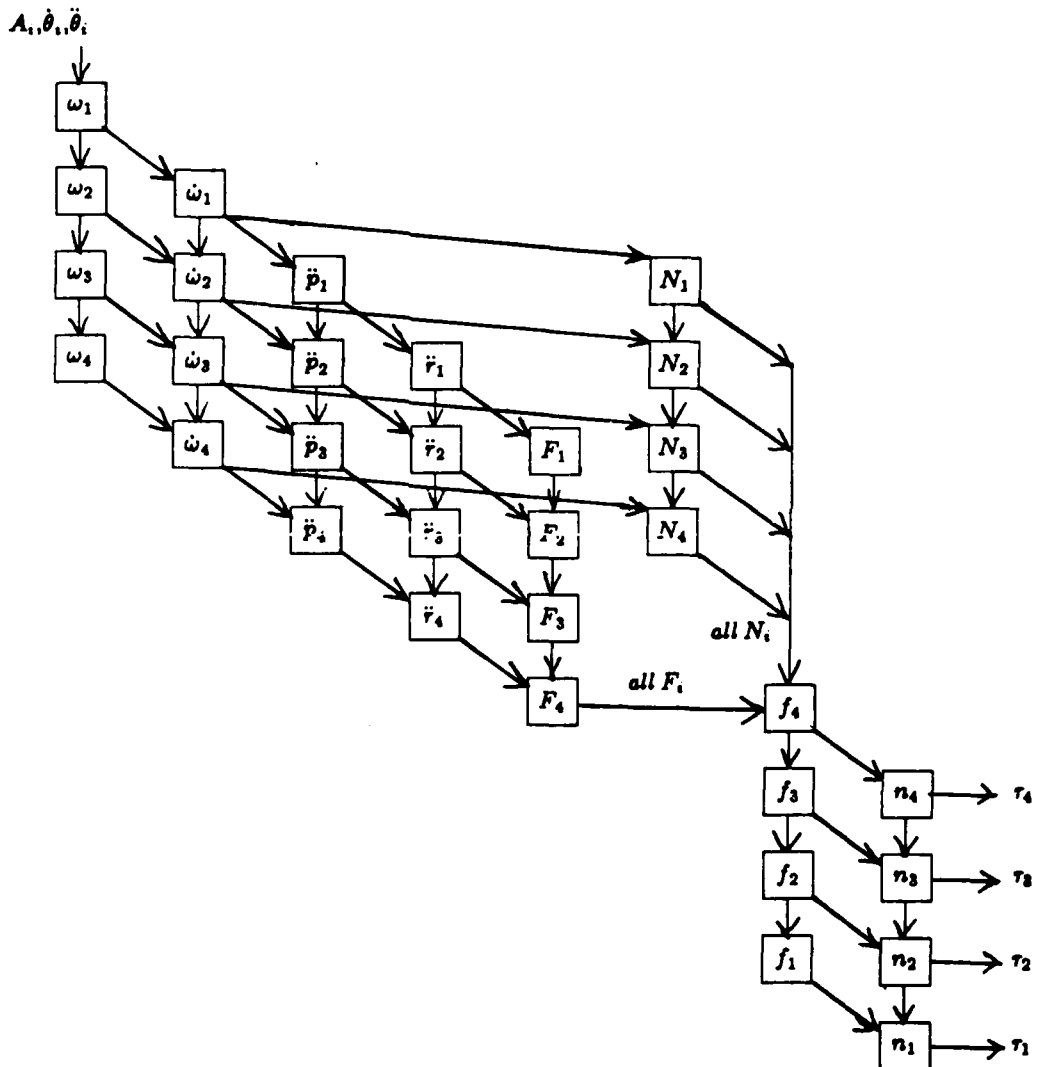 A_i, θ̇_i, θ̈_i
ω₁
ω₂ ω̇₁
ω₃ ω̇₂ p̈₁ N₁
ω₄ ω̇₃ p̈₂ r̈₁ N₂
ω̇₄ p̈₃ r̈₂ F₁ N₃
p̈₄ r̈₃ F₂ N₄
r̈₄ F₃ all N_i
F₄ all F_i f₄
f₃ n₄ τ₄
f₂ n₃ τ₃
f₁ n₂ τ₂
n₁ τ₁